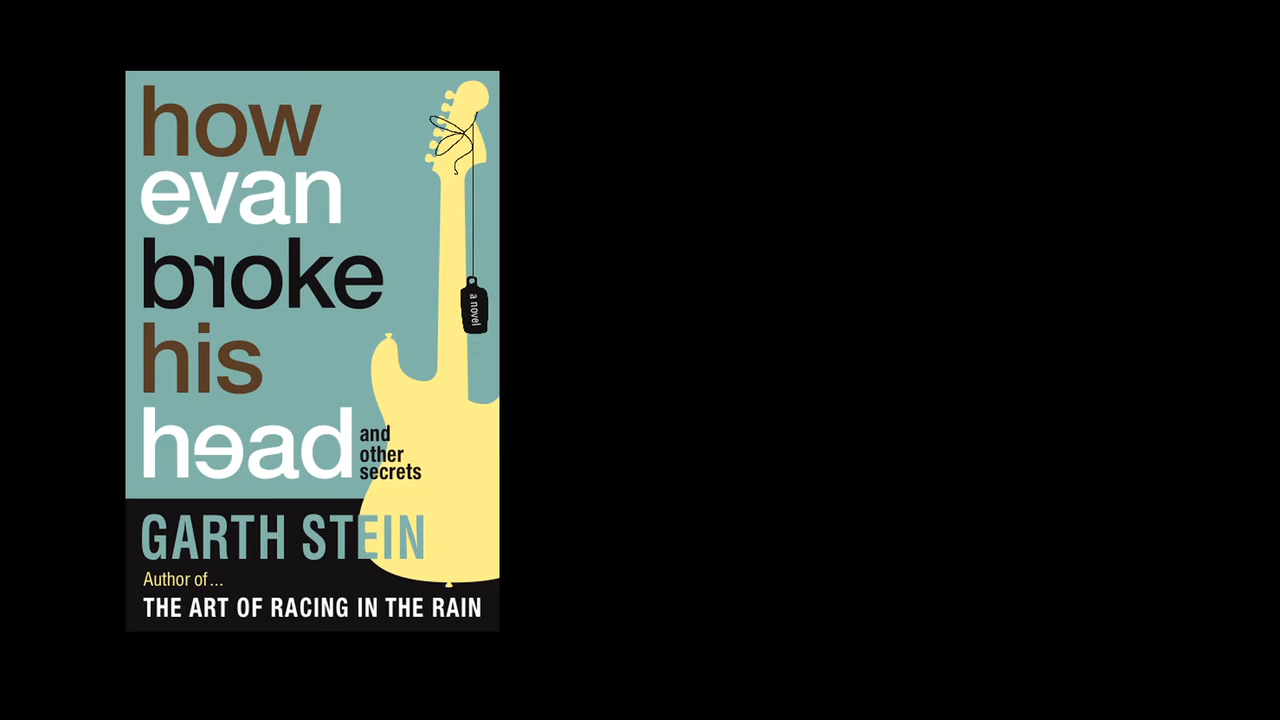 how
evan
broke
his
head
and
other
secrets
a novel
GARTH STEIN
Author of...
THE ART OF RACING IN THE RAIN